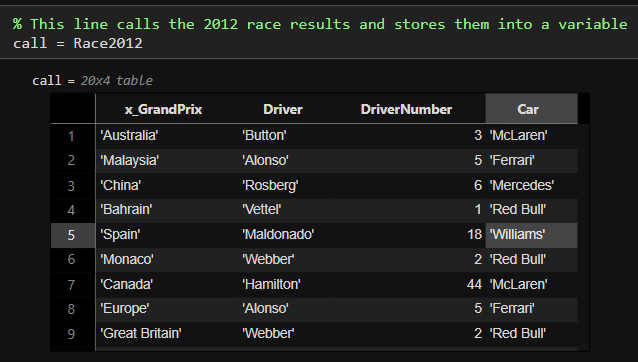 % This line calls the 2012 race results and stores them into a variable
call = Race2012
call = 20x4 table
x_GrandPrix Driver DriverNumber Car
1 'Australia' 'Button' 3 'McLaren'
2 'Malaysia' 'Alonso' 5 'Ferrari'
3 'China' 'Rosberg' 6 'Mercedes'
4 'Bahrain' 'Vettel' 1 'Red Bull'
5 'Spain' 'Maldonado' 18 'Williams'
6 'Monaco' 'Webber' 2 'Red Bull'
7 'Canada' 'Hamilton' 44 'McLaren'
8 'Europe' 'Alonso' 5 'Ferrari'
9 'Great Britain' 'Webber' 2 'Red Bull'